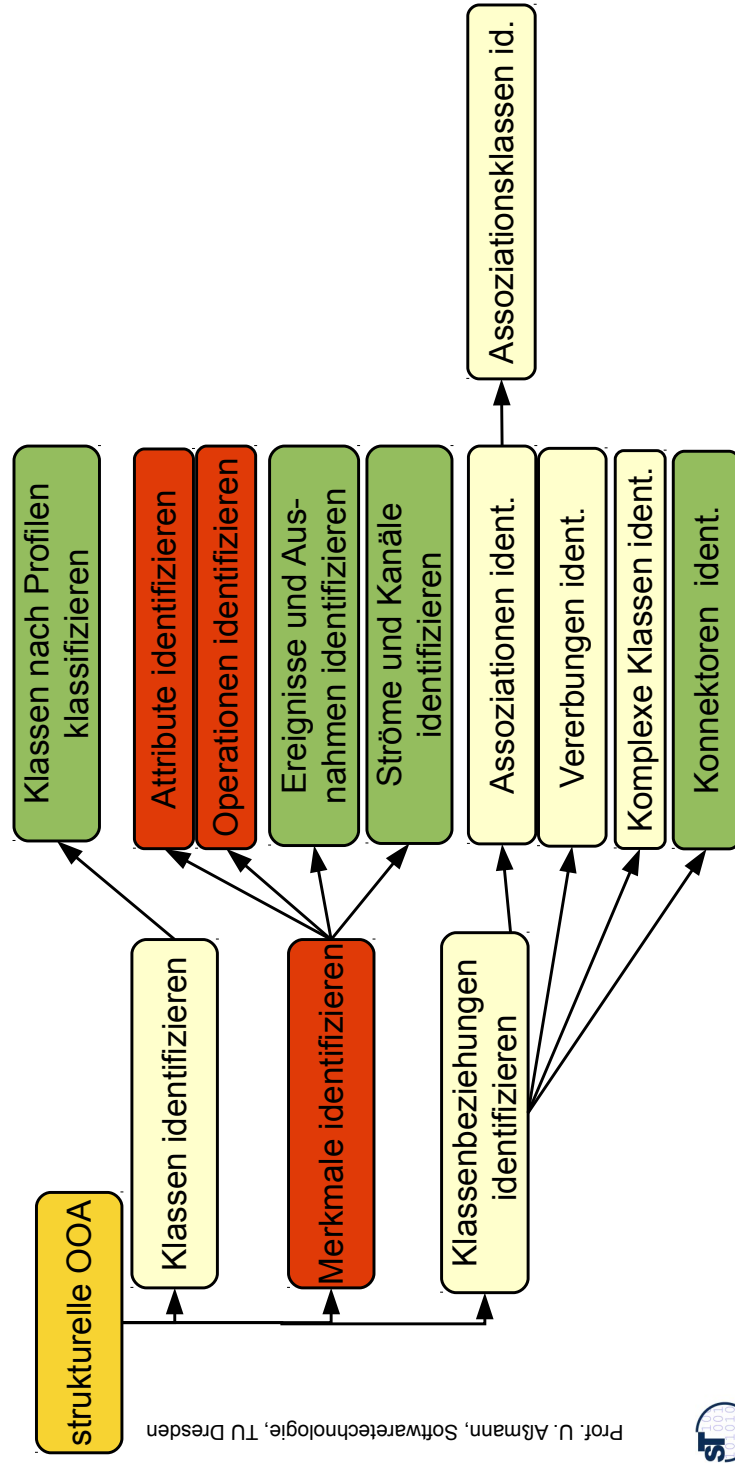 strukturelle OOA
Klassen identifizieren
Merkmale identifizieren
Klassenbeziehungen
identifizieren
Klassen nach Profilen
klassifizieren
Attribute identifizieren
Operationen identifizieren
Ereignisse und Aus-
nahmen identifizieren
Ströme und Kanäle
identifizieren
Assoziationen ident.
Vererbungen ident.
Komplexe Klassen ident.
Konnektoren ident.
Assoziationsklassen id.
Prof. U. Aßmann, Softwaretechnologie, TU Dresden
ST